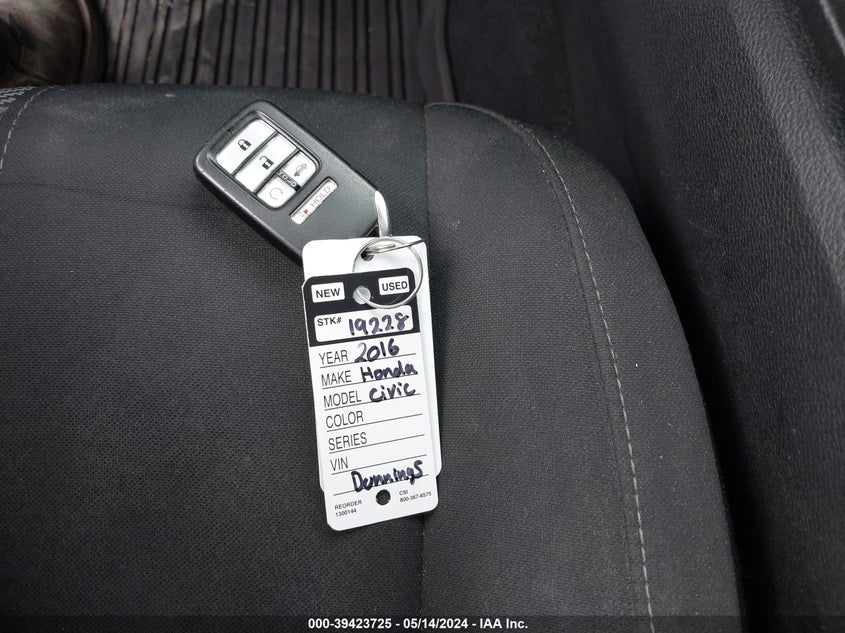 HOLD
NEW USED
STK# 19228
YEAR 2016
MAKE Honda
MODEL Civic
COLOR
SERIES
VIN
Dennings
REORDER
1300144
CSI
800-367-6575
000-39423725 - 05/14/2024 - IAA Inc.